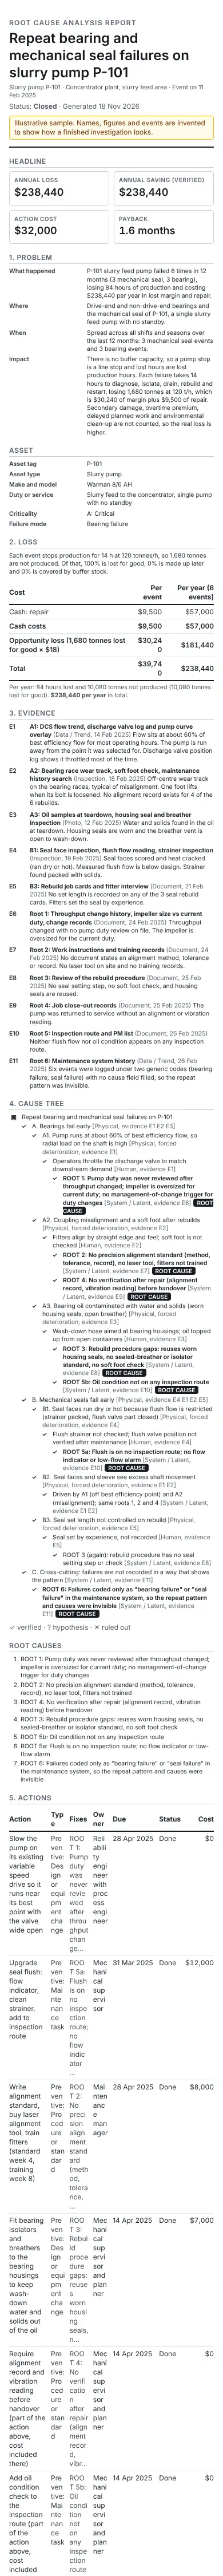 ROOT CAUSE ANALYSIS REPORT
Repeat bearing and
mechanical seal failures on
slurry pump P-101
Slurry pump P-101 · Concentrator plant, slurry feed area · Event on 11
Feb 2025
Status: Closed · Generated 18 Nov 2026
Illustrative sample. Names, figures and events are invented
to show how a finished investigation looks.
HEADLINE
ANNUAL LOSS
$238,440
ANNUAL SAVING (VERIFIED)
$238,440
ACTION COST
$32,000
PAYBACK
1.6 months
1. PROBLEM
What happened
P-101 slurry feed pump failed 6 times in 12
months (3 mechanical seal, 3 bearing),
losing 84 hours of production and costing
$238,440 per year in lost margin and repair.
Where
Drive-end and non-drive-end bearings and
the mechanical seal of P-101, a single slurry
feed pump with no standby.
When
Spread across all shifts and seasons over
the last 12 months: 3 mechanical seal events
and 3 bearing events.
Impact
There is no buffer capacity, so a pump stop
is a line stop and lost hours are lost
production hours. Each failure takes 14
hours to diagnose, isolate, drain, rebuild and
restart, losing 1,680 tonnes at 120 t/h, which
is $30,240 of margin plus $9,500 of repair.
Secondary damage, overtime premium,
delayed planned work and environmental
clean-up are not counted, so the real loss is
higher.
ASSET
Asset tag P-101
Asset type Slurry pump
Make and model Warman 8/6 AH
Duty or service Slurry feed to the concentrator, single pump
with no standby
Criticality A: Critical
Failure mode Bearing failure
2. LOSS
Each event stops production for 14 h at 120 tonnes/h, so 1,680 tonnes
are not produced. Of that, 100% is lost for good, 0% is made up later
and 0% is covered by buffer stock.
Cost Per event Per year (6 events)
Cash: repair $9,500 $57,000
Cash costs $9,500 $57,000
Opportunity loss (1,680 tonnes lost for good × $18) $30,240 $181,440
Total $39,740 $238,440
Per year: 84 hours lost and 10,080 tonnes not produced (10,080 tonnes
lost for good). $238,440 per year in total.
3. EVIDENCE
E1 A1: DCS flow trend, discharge valve log and pump curve
overlay (Data / Trend, 14 Feb 2025) Flow sits at about 60% of
best efficiency flow for most operating hours. The pump is run
away from the point it was selected for. Discharge valve position
log shows it throttled most of the time.
E2 A2: Bearing race wear track, soft foot check, maintenance
history search (Inspection, 18 Feb 2025) Off-centre wear track
on the bearing races, typical of misalignment. One foot lifts
when its bolt is loosened. No alignment record exists for 4 of the
6 rebuilds.
E3 A3: Oil samples at teardown, housing seal and breather
inspection (Photo, 12 Feb 2025) Water and solids found in the oil
at teardown. Housing seals are worn and the breather vent is
open to wash-down.
E4 B1: Seal face inspection, flush flow reading, strainer inspection
(Inspection, 19 Feb 2025) Seal faces scored and heat cracked
(ran dry or hot). Measured flush flow is below design. Strainer
found packed with solids.
E5 B3: Rebuild job cards and fitter interview (Document, 21 Feb
2025) No set length is recorded on any of the 3 seal rebuild
cards. Fitters set seals by experience.
E6 Root 1: Throughput change history, impeller size vs current
duty, change records (Document, 24 Feb 2025) Throughput
changed with no pump duty review on file. The impeller is
oversized for the current duty.
E7 Root 2: Work instructions and training records (Document, 24
Feb 2025) No document sets an alignment method, tolerance
or record. No laser tool on site and no training records.
E8 Root 3: Review of the rebuild procedure (Document, 25 Feb
2025) No seal setting step, no soft foot check, and housing
seals are reused.
E9 Root 4: Job close-out records (Document, 25 Feb 2025) The
pump was returned to service without an alignment or vibration
reading.
E10 Root 5: Inspection route and PM list (Document, 26 Feb 2025)
Neither flush flow nor oil condition appears on any inspection
route.
E11 Root 6: Maintenance system history (Data / Trend, 26 Feb
2025) Six events were logged under two generic codes (bearing
failure, seal failure) with no cause field filled, so the repeat
pattern was invisible.
4. CAUSE TREE
▣ Repeat bearing and mechanical seal failures on P-101
✓ A. Bearings fail early [Physical, evidence E1 E2 E3]
✓ A1. Pump runs at about 60% of best efficiency flow, so
radial load on the shaft is high [Physical, forced
deterioration, evidence E1]
✓ Operators throttle the discharge valve to match
downstream demand [Human, evidence E1]
✓ ROOT 1: Pump duty was never reviewed after
throughput changed; impeller is oversized for
current duty; no management-of-change trigger for
duty changes [System / Latent, evidence E6] ROOT
CAUSE
✓ A2. Coupling misalignment and a soft foot after rebuilds
[Physical, forced deterioration, evidence E2]
✓ Fitters align by straight edge and feel; soft foot is not
checked [Human, evidence E2]
✓ ROOT 2: No precision alignment standard (method,
tolerance, record), no laser tool, fitters not trained
[System / Latent, evidence E7] ROOT CAUSE
✓ ROOT 4: No verification after repair (alignment
record, vibration reading) before handover [System
/ Latent, evidence E9] ROOT CAUSE
✓ A3. Bearing oil contaminated with water and solids (worn
housing seals, open breather) [Physical, forced
deterioration, evidence E3]
✓ Wash-down hose aimed at bearing housings; oil topped
up from open containers [Human, evidence E3]
✓ ROOT 3: Rebuild procedure gaps: reuses worn
housing seals, no sealed-breather or isolator
standard, no soft foot check [System / Latent,
evidence E8] ROOT CAUSE
✓ ROOT 5b: Oil condition not on any inspection route
[System / Latent, evidence E10] ROOT CAUSE
✓ B. Mechanical seals fail early [Physical, evidence E4 E1 E2 E5]
✓ B1. Seal faces run dry or hot because flush flow is restricted
(strainer packed, flush valve part closed) [Physical, forced
deterioration, evidence E4]
✓ Flush strainer not cleaned; flush valve position not
verified after maintenance [Human, evidence E4]
✓ ROOT 5a: Flush is on no inspection route; no flow
indicator or low-flow alarm [System / Latent,
evidence E10] ROOT CAUSE
✓ B2. Seal faces and sleeve see excess shaft movement
[Physical, forced deterioration, evidence E1 E2]
✓ Driven by A1 (off best efficiency point) and A2
(misalignment); same roots 1, 2 and 4 [System / Latent,
evidence E1 E2]
✓ B3. Seal set length not controlled on rebuild [Physical,
forced deterioration, evidence E5]
✓ Seal set by experience, not recorded [Human, evidence
E5]
✓ ROOT 3 (again): rebuild procedure has no seal
setting step or check [System / Latent, evidence E8]
✓ C. Cross-cutting: failures are not recorded in a way that shows
the pattern [System / Latent, evidence E11]
✓ ROOT 6: Failures coded only as "bearing failure" or "seal
failure" in the maintenance system, so the repeat pattern
and causes were invisible [System / Latent, evidence
E11] ROOT CAUSE
✓ verified · ? hypothesis · ✕ ruled out
ROOT CAUSES
1. ROOT 1: Pump duty was never reviewed after throughput changed;
impeller is oversized for current duty; no management-of-change
trigger for duty changes
2. ROOT 2: No precision alignment standard (method, tolerance,
record), no laser tool, fitters not trained
3. ROOT 4: No verification after repair (alignment record, vibration
reading) before handover
4. ROOT 3: Rebuild procedure gaps: reuses worn housing seals, no
sealed-breather or isolator standard, no soft foot check
5. ROOT 5b: Oil condition not on any inspection route
6. ROOT 5a: Flush is on no inspection route; no flow indicator or low-
flow alarm
7. ROOT 6: Failures coded only as "bearing failure" or "seal failure" in
the maintenance system, so the repeat pattern and causes were
invisible
5. ACTIONS
Action Type Fixes Owner Due Status Cost
Slow the pump on its existing variable speed drive so it runs near its best point with the valve wide open Preventive: Design or equipment change ROOT 1: Pump duty was never reviewed after throughput change... Reliability engineer with process engineer 28 Apr 2025 Done $0
Upgrade seal flush: flow indicator, clean strainer, add to inspection route Preventive: Maintenance task ROOT 5a: Flush is on no inspection route; no flow indicator ... Mechanical supervisor 31 Mar 2025 Done $12,000
Write alignment standard, buy laser alignment tool, train fitters (standard week 4, training week 8) Preventive: Procedure or standard ROOT 2: No precision alignment standard (method, tolerance, ... Maintenance manager 28 Apr 2025 Done $8,000
Fit bearing isolators and breathers to the bearing housings to keep wash-down water and solids out of the oil Preventive: Design or equipment change ROOT 3: Rebuild procedure gaps: reuses worn housing seals, n... Mechanical supervisor and planner 14 Apr 2025 Done $7,000
Require alignment record and vibration reading before handover (part of the action above, cost included there) Preventive: Procedure or standard ROOT 4: No verification after repair (alignment record, vibr... Mechanical supervisor and planner 14 Apr 2025 Done $0
Add oil condition check to the inspection route (part of the action above, cost included Preventive: Maintenance task ROOT 5b: Oil condition not on any inspection route Mechanical supervisor and planner 14 Apr 2025 Done $0